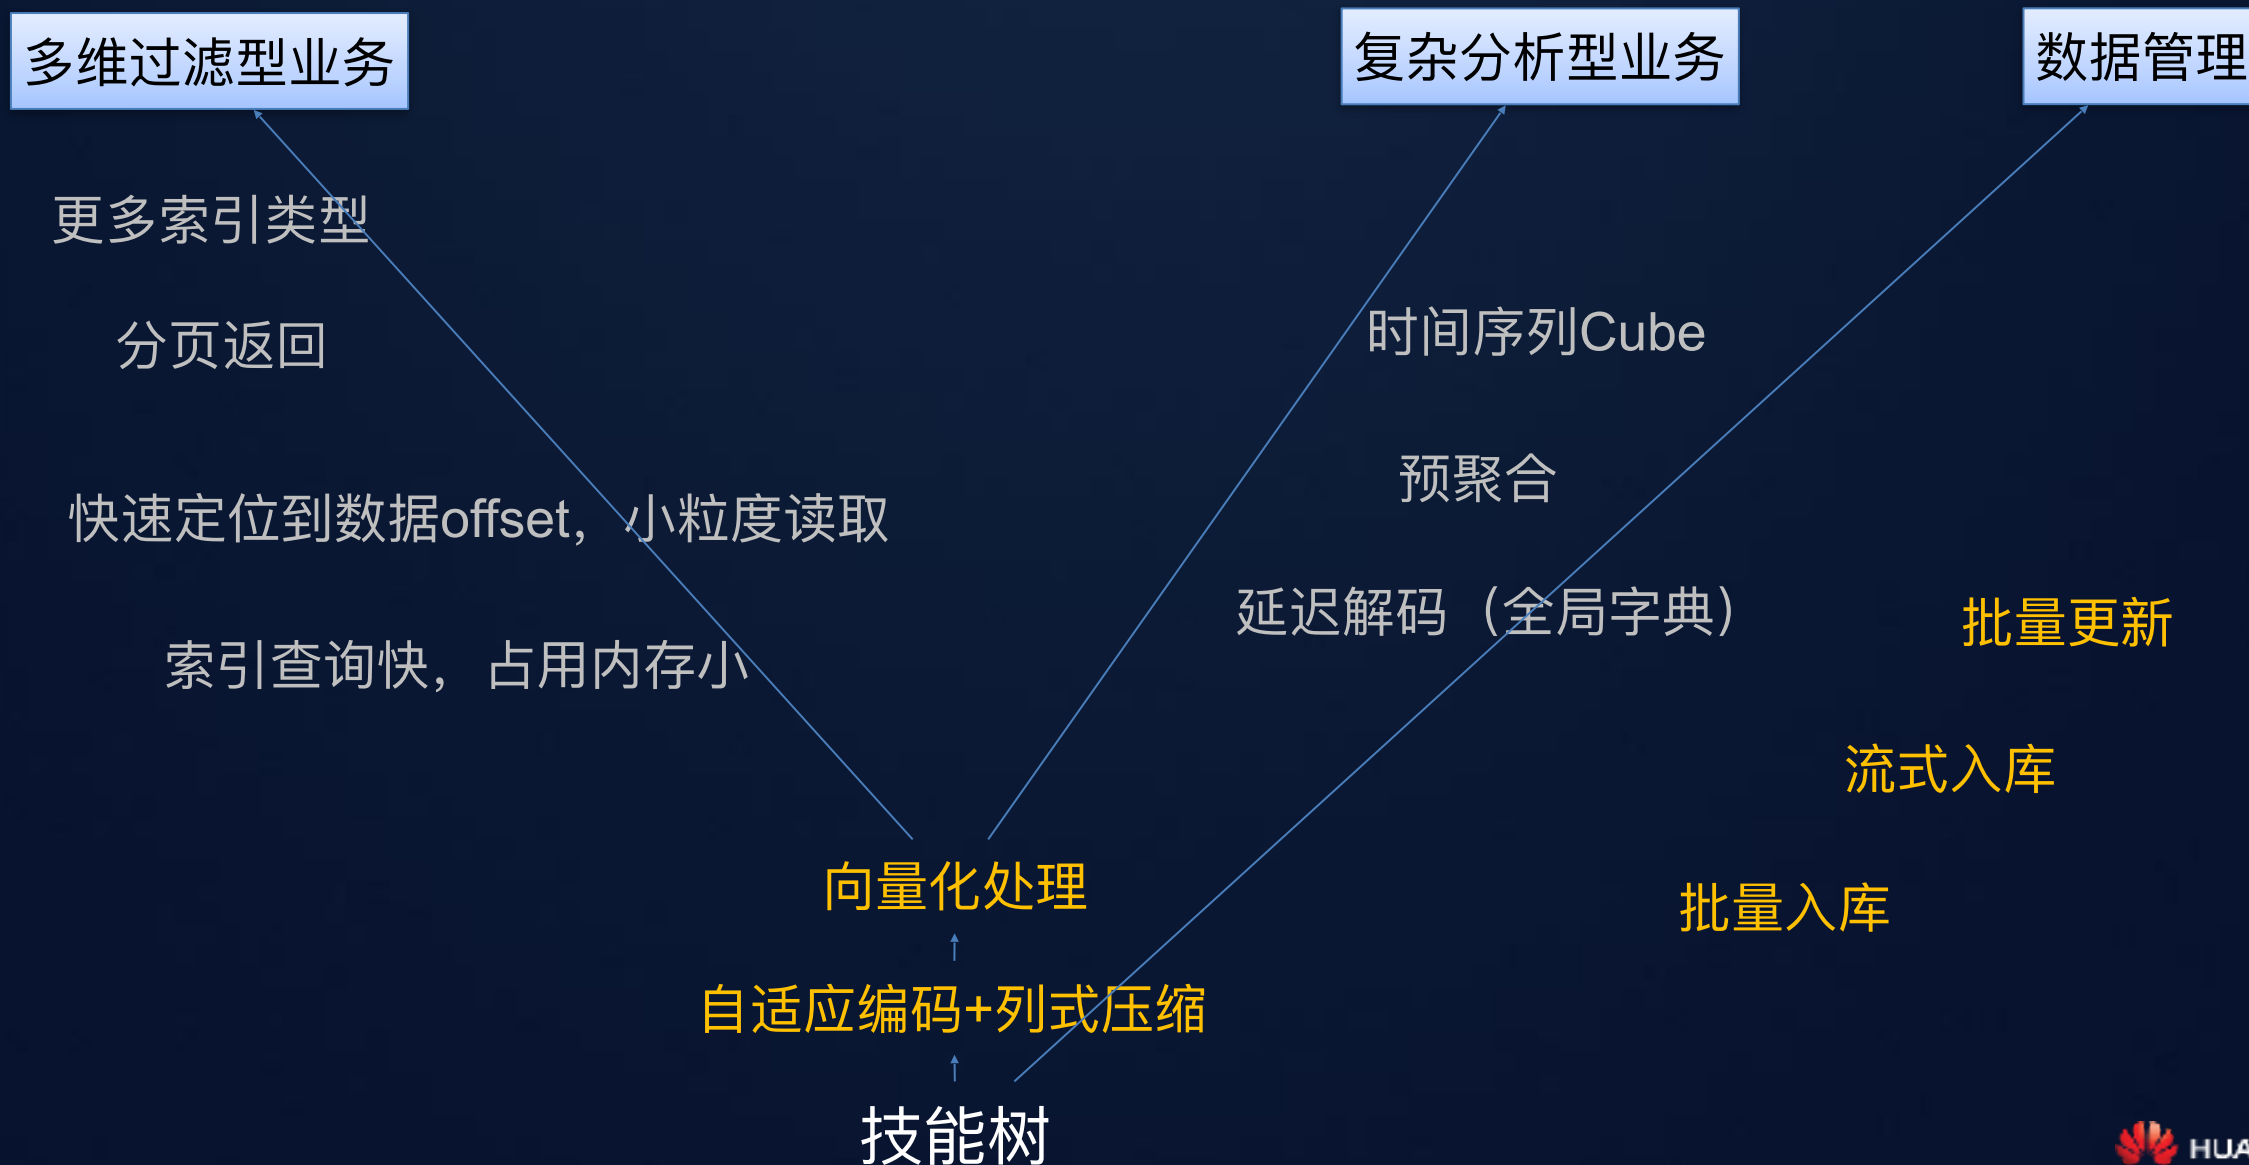 多维过滤型业务
复杂分析型业务
数据管理
更多索引类型
分页返回
时间序列Cube
快速定位到数据offset，小粒度读取
预聚合
延迟解码（全局字典）
批量更新
索引查询快，占用内存小
流式入库
向量化处理
批量入库
自适应编码+列式压缩
技能树
HUA